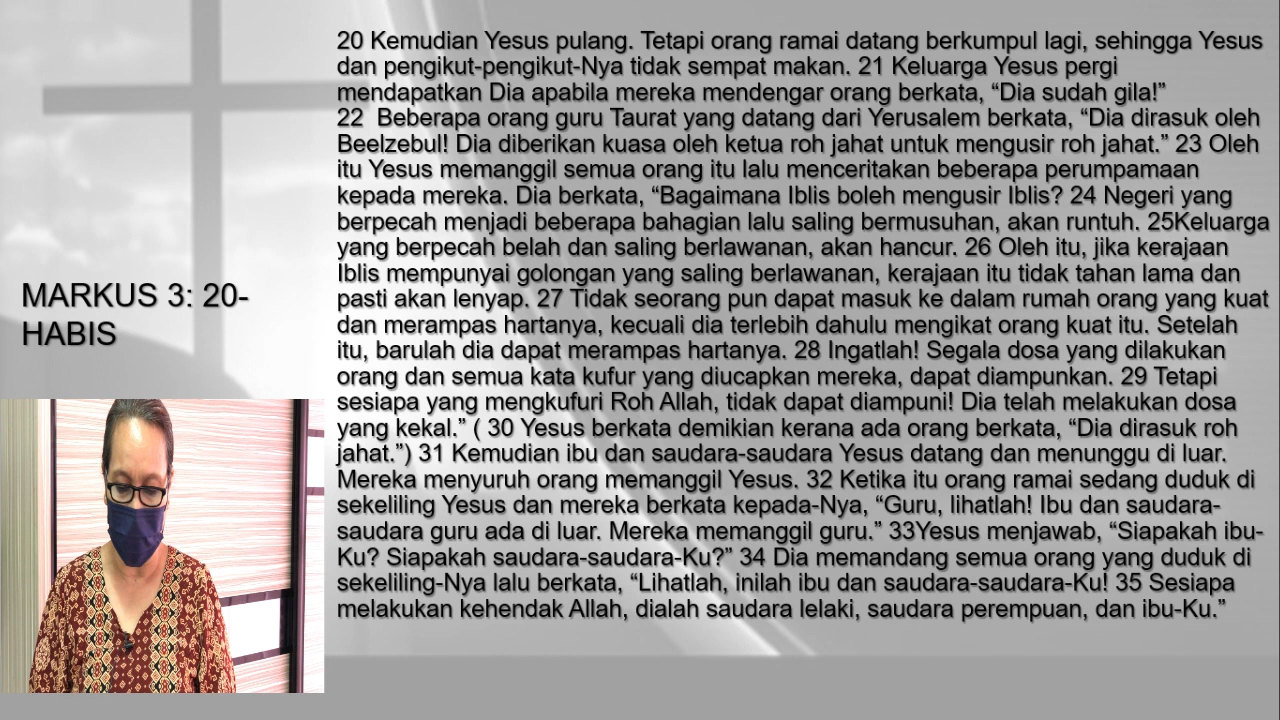 MARKUS 3: 20-
HABIS
20 Kemudian Yesus pulang. Tetapi orang ramai datang berkumpul lagi, sehingga Yesus
dan pengikut-pengikut-Nya tidak sempat makan. 21 Keluarga Yesus pergi
mendapatkan Dia apabila mereka mendengar orang berkata, “Dia sudah gila!”
22  Beberapa orang guru Taurat yang datang dari Yerusalem berkata, “Dia dirasuk oleh
Beelzebul! Dia diberikan kuasa oleh ketua roh jahat untuk mengusir roh jahat.” 23 Oleh
itu Yesus memanggil semua orang itu lalu menceritakan beberapa perumpamaan
kepada mereka. Dia berkata, “Bagaimana Iblis boleh mengusir Iblis? 24 Negeri yang
berpecah menjadi beberapa bahagian lalu saling bermusuhan, akan runtuh. 25Keluarga
yang berpecah belah dan saling berlawanan, akan hancur. 26 Oleh itu, jika kerajaan
Iblis mempunyai golongan yang saling berlawanan, kerajaan itu tidak tahan lama dan
pasti akan lenyap. 27 Tidak seorang pun dapat masuk ke dalam rumah orang yang kuat
dan merampas hartanya, kecuali dia terlebih dahulu mengikat orang kuat itu. Setelah
itu, barulah dia dapat merampas hartanya. 28 Ingatlah! Segala dosa yang dilakukan
orang dan semua kata kufur yang diucapkan mereka, dapat diampunkan. 29 Tetapi
sesiapa yang mengkufuri Roh Allah, tidak dapat diampuni! Dia telah melakukan dosa
yang kekal.” ( 30 Yesus berkata demikian kerana ada orang berkata, “Dia dirasuk roh
jahat.”) 31 Kemudian ibu dan saudara-saudara Yesus datang dan menunggu di luar.
Mereka menyuruh orang memanggil Yesus. 32 Ketika itu orang ramai sedang duduk di
sekeliling Yesus dan mereka berkata kepada-Nya, “Guru, lihatlah! Ibu dan saudara-
saudara guru ada di luar. Mereka memanggil guru.” 33Yesus menjawab, “Siapakah ibu-
Ku? Siapakah saudara-saudara-Ku?” 34 Dia memandang semua orang yang duduk di
sekeliling-Nya lalu berkata, “Lihatlah, inilah ibu dan saudara-saudara-Ku! 35 Sesiapa
melakukan kehendak Allah, dialah saudara lelaki, saudara perempuan, dan ibu-Ku.”